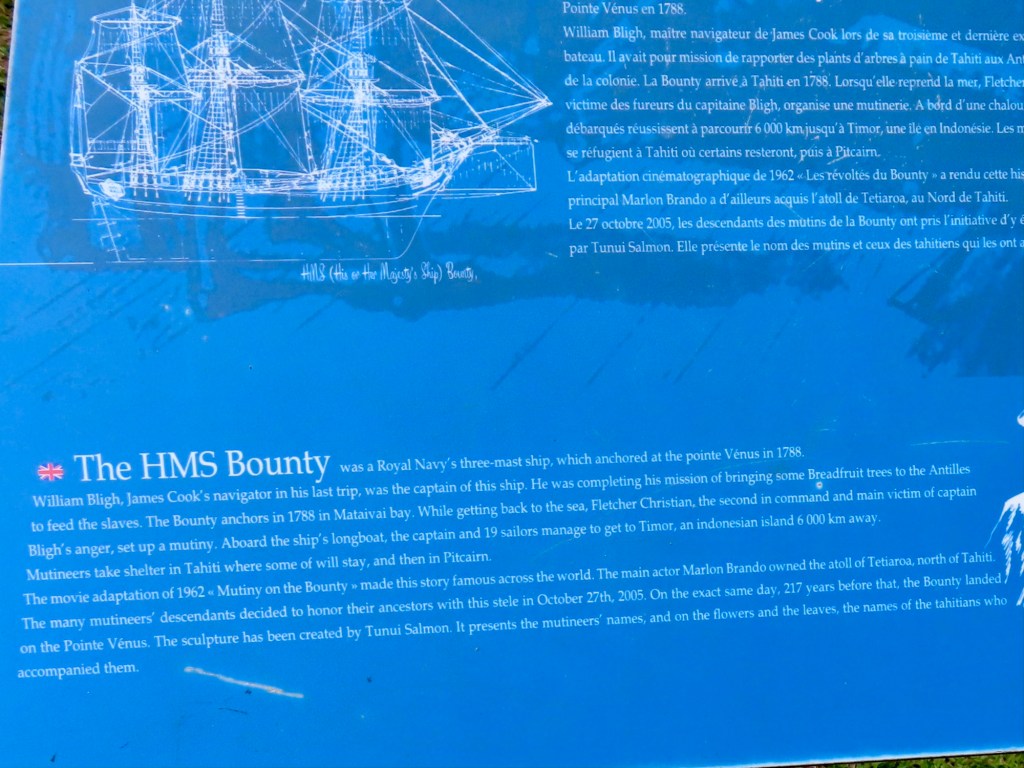 Pointe Vénus en 1788.
William Bligh, maître navigateur de James Cook lors de sa troisième et dernière
bateau. Il avait pour mission de rapporter des plants d'arbres à pain de Tahiti aux
de la colonie. La Bounty arrive à Tahiti en 1788. Lorsqu'elle reprend la mer, Fletcher
victime des fureurs du capitaine Bligh, organise une mutinerie. A bord d'une
débarqués réussissent à parcourir 6 000 km jusqu'à Timor, une île en Indonésie. Les
se réfugient à Tahiti où certains resteront, puis à Pitcairn.
L'adaptation cinématographique de 1962 « Les révoltés du Bounty » a rendu cette
principal Marlon Brando a d'ailleurs acquis l'atoll de Tetiaroa, au Nord de Tahiti.
Le 27 octobre 2005, les descendants des mutins de la Bounty ont pris l'initiative d'y
par Tunui Salmon. Elle présente le nom des mutins et ceux des tahitiens qui les ont
HMS (His or Her Majesty's Ship) Bounty.
The HMS Bounty was a Royal Navy's three-mast ship, which anchored at the pointe Vénus in 1788.
William Bligh, James Cook's navigator in his last trip, was the captain of this ship. He was completing his mission of bringing some Breadfruit trees to the Antilles
to feed the slaves. The Bounty anchors in 1788 in Mataivai bay. While getting back to the sea, Fletcher Christian, the second in command and main victim of captain
Bligh's anger, set up a mutiny. Aboard the ship's longboat, the captain and 19 sailors manage to get to Timor, an indonesian island 6 000 km away.
Mutineers take shelter in Tahiti where some of will stay, and then in Pitcairn.
The movie adaptation of 1962 « Mutiny on the Bounty » made this story famous across the world. The main actor Marlon Brando owned the atoll of Tetiaroa, north of Tahiti.
The many mutineers' descendants decided to honor their ancestors with this stele in October 27th, 2005. On the exact same day, 217 years before that, the Bounty landed
on the Pointe Vénus. The sculpture has been created by Tunui Salmon. It presents the mutineers' names, and on the flowers and the leaves, the names of the tahitians who
accompanied them.